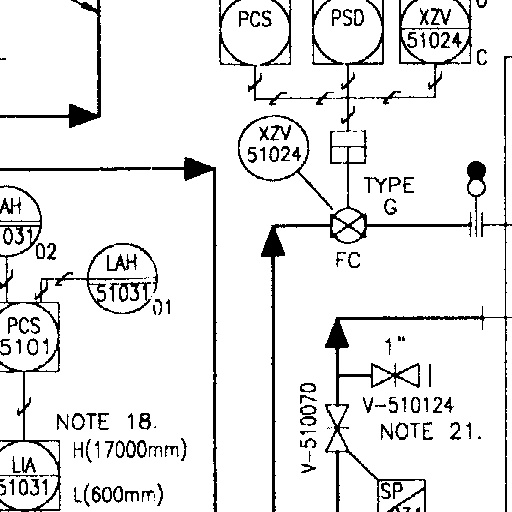 PCS
PSD
XZV
51024
C
XZV
51024
TYPE
G
FC
AH
031
02
LAH
51031
01
PCS
5101
1"
V-510124
NOTE 21.
V-510070
NOTE 18.
H(17000mm)
LIA
51031
L(600mm)
SP